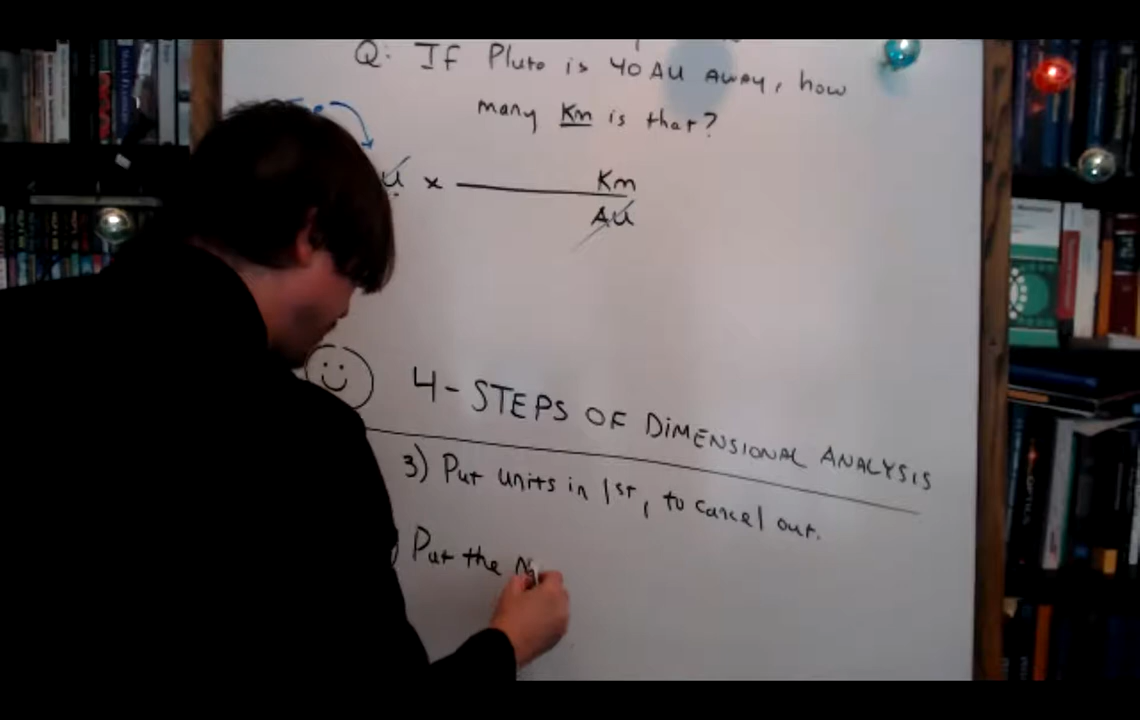 Q: If Pluto is 40 AU AWAY, how
many Km is that?
U x Km
AU
4-STEPS OF DIMENSIONAL ANALYSIS
3) Put units in 1st, to cancel out.
) Put the N